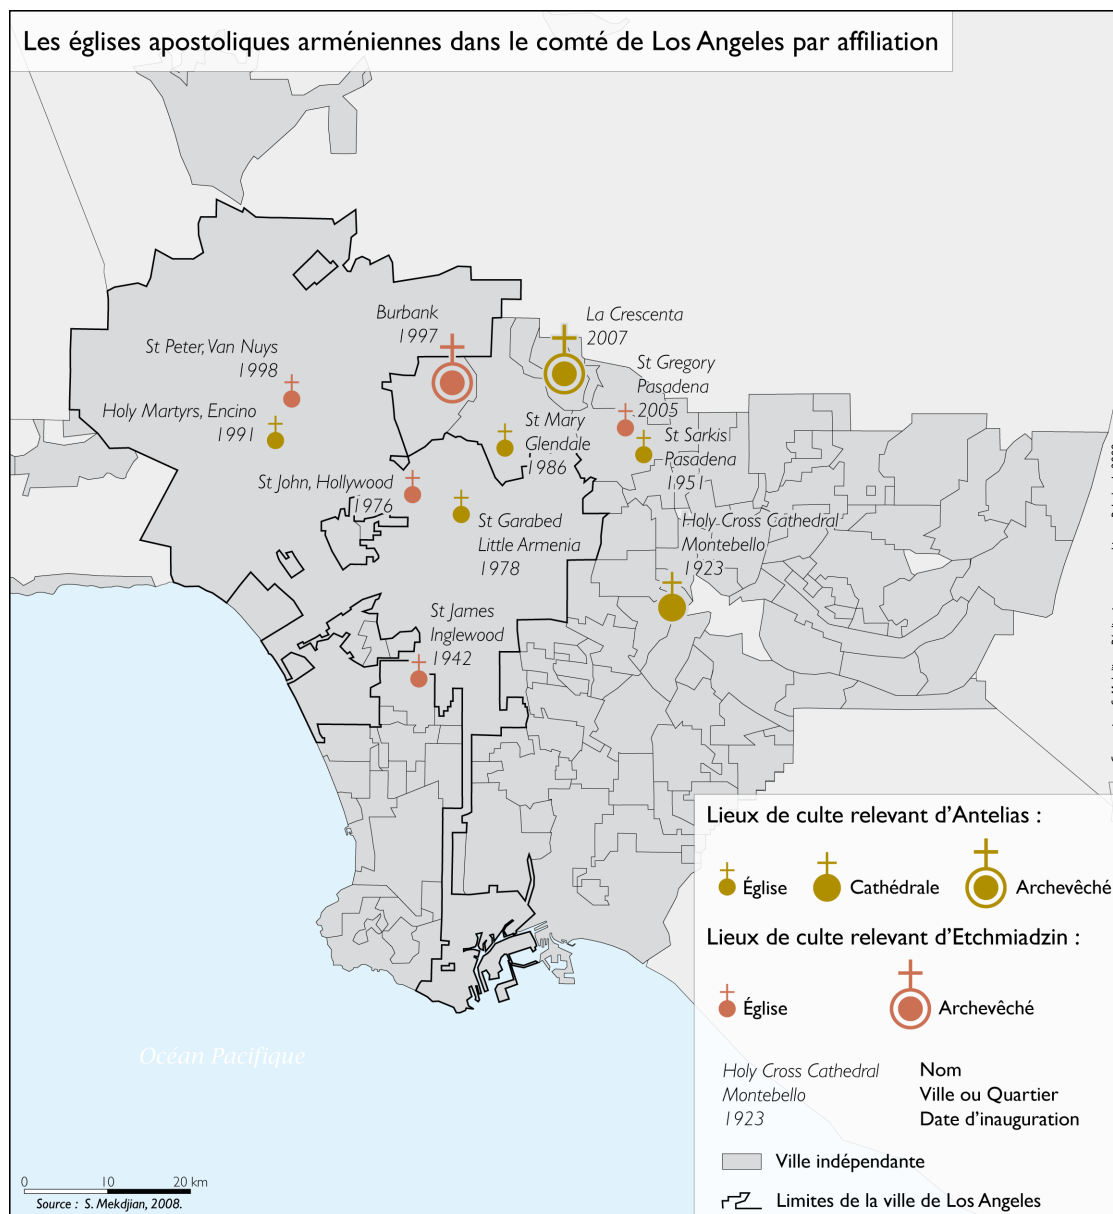 Les églises apostoliques arméniennes dans le comté de Los Angeles par affiliation
Burbank
1997
La Crescenta
2007
St Peter, Van Nuys
1998
St Gregory
Pasadena
2005
Holy Martyrs, Encino
1991
St Mary
Glendale
1986
St Sarkis
Pasadena
1951
St John, Hollywood
1976
St Garabed
Little Armenia
1978
Holy Cross Cathedral
Montebello
1923
St James
Inglewood
1942
Lieux de culte relevant d'Antelias :
Église
Cathédrale
Archevêché
Lieux de culte relevant d'Etchmiadzin :
Église
Archevêché
Holy Cross Cathedral
Montebello
1923
Nom
Ville ou Quartier
Date d'inauguration
Ville indépendante
Limites de la ville de Los Angeles
Océan Pacifique
0 10 20 km
Source : S. Mekdjian, 2008.